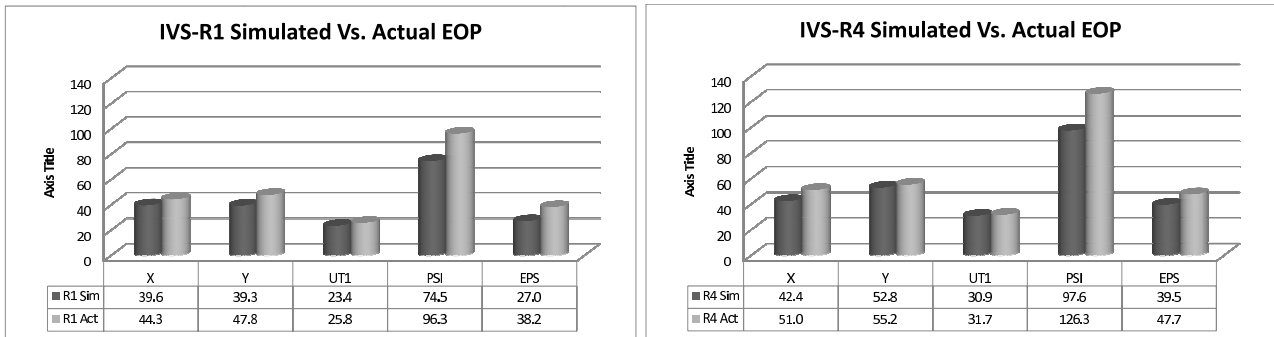 IVS-R1 Simulated Vs. Actual EOP
Axis Title
140
120
100
80
60
40
20
0
X Y UT1 PSI EPS
R1 Sim 39.6 39.3 23.4 74.5 27.0
R1 Act 44.3 47.8 25.8 96.3 38.2
IVS-R4 Simulated Vs. Actual EOP
Axis Title
140
120
100
80
60
40
20
0
X Y UT1 PSI EPS
R4 Sim 42.4 52.8 30.9 97.6 39.5
R4 Act 51.0 55.2 31.7 126.3 47.7